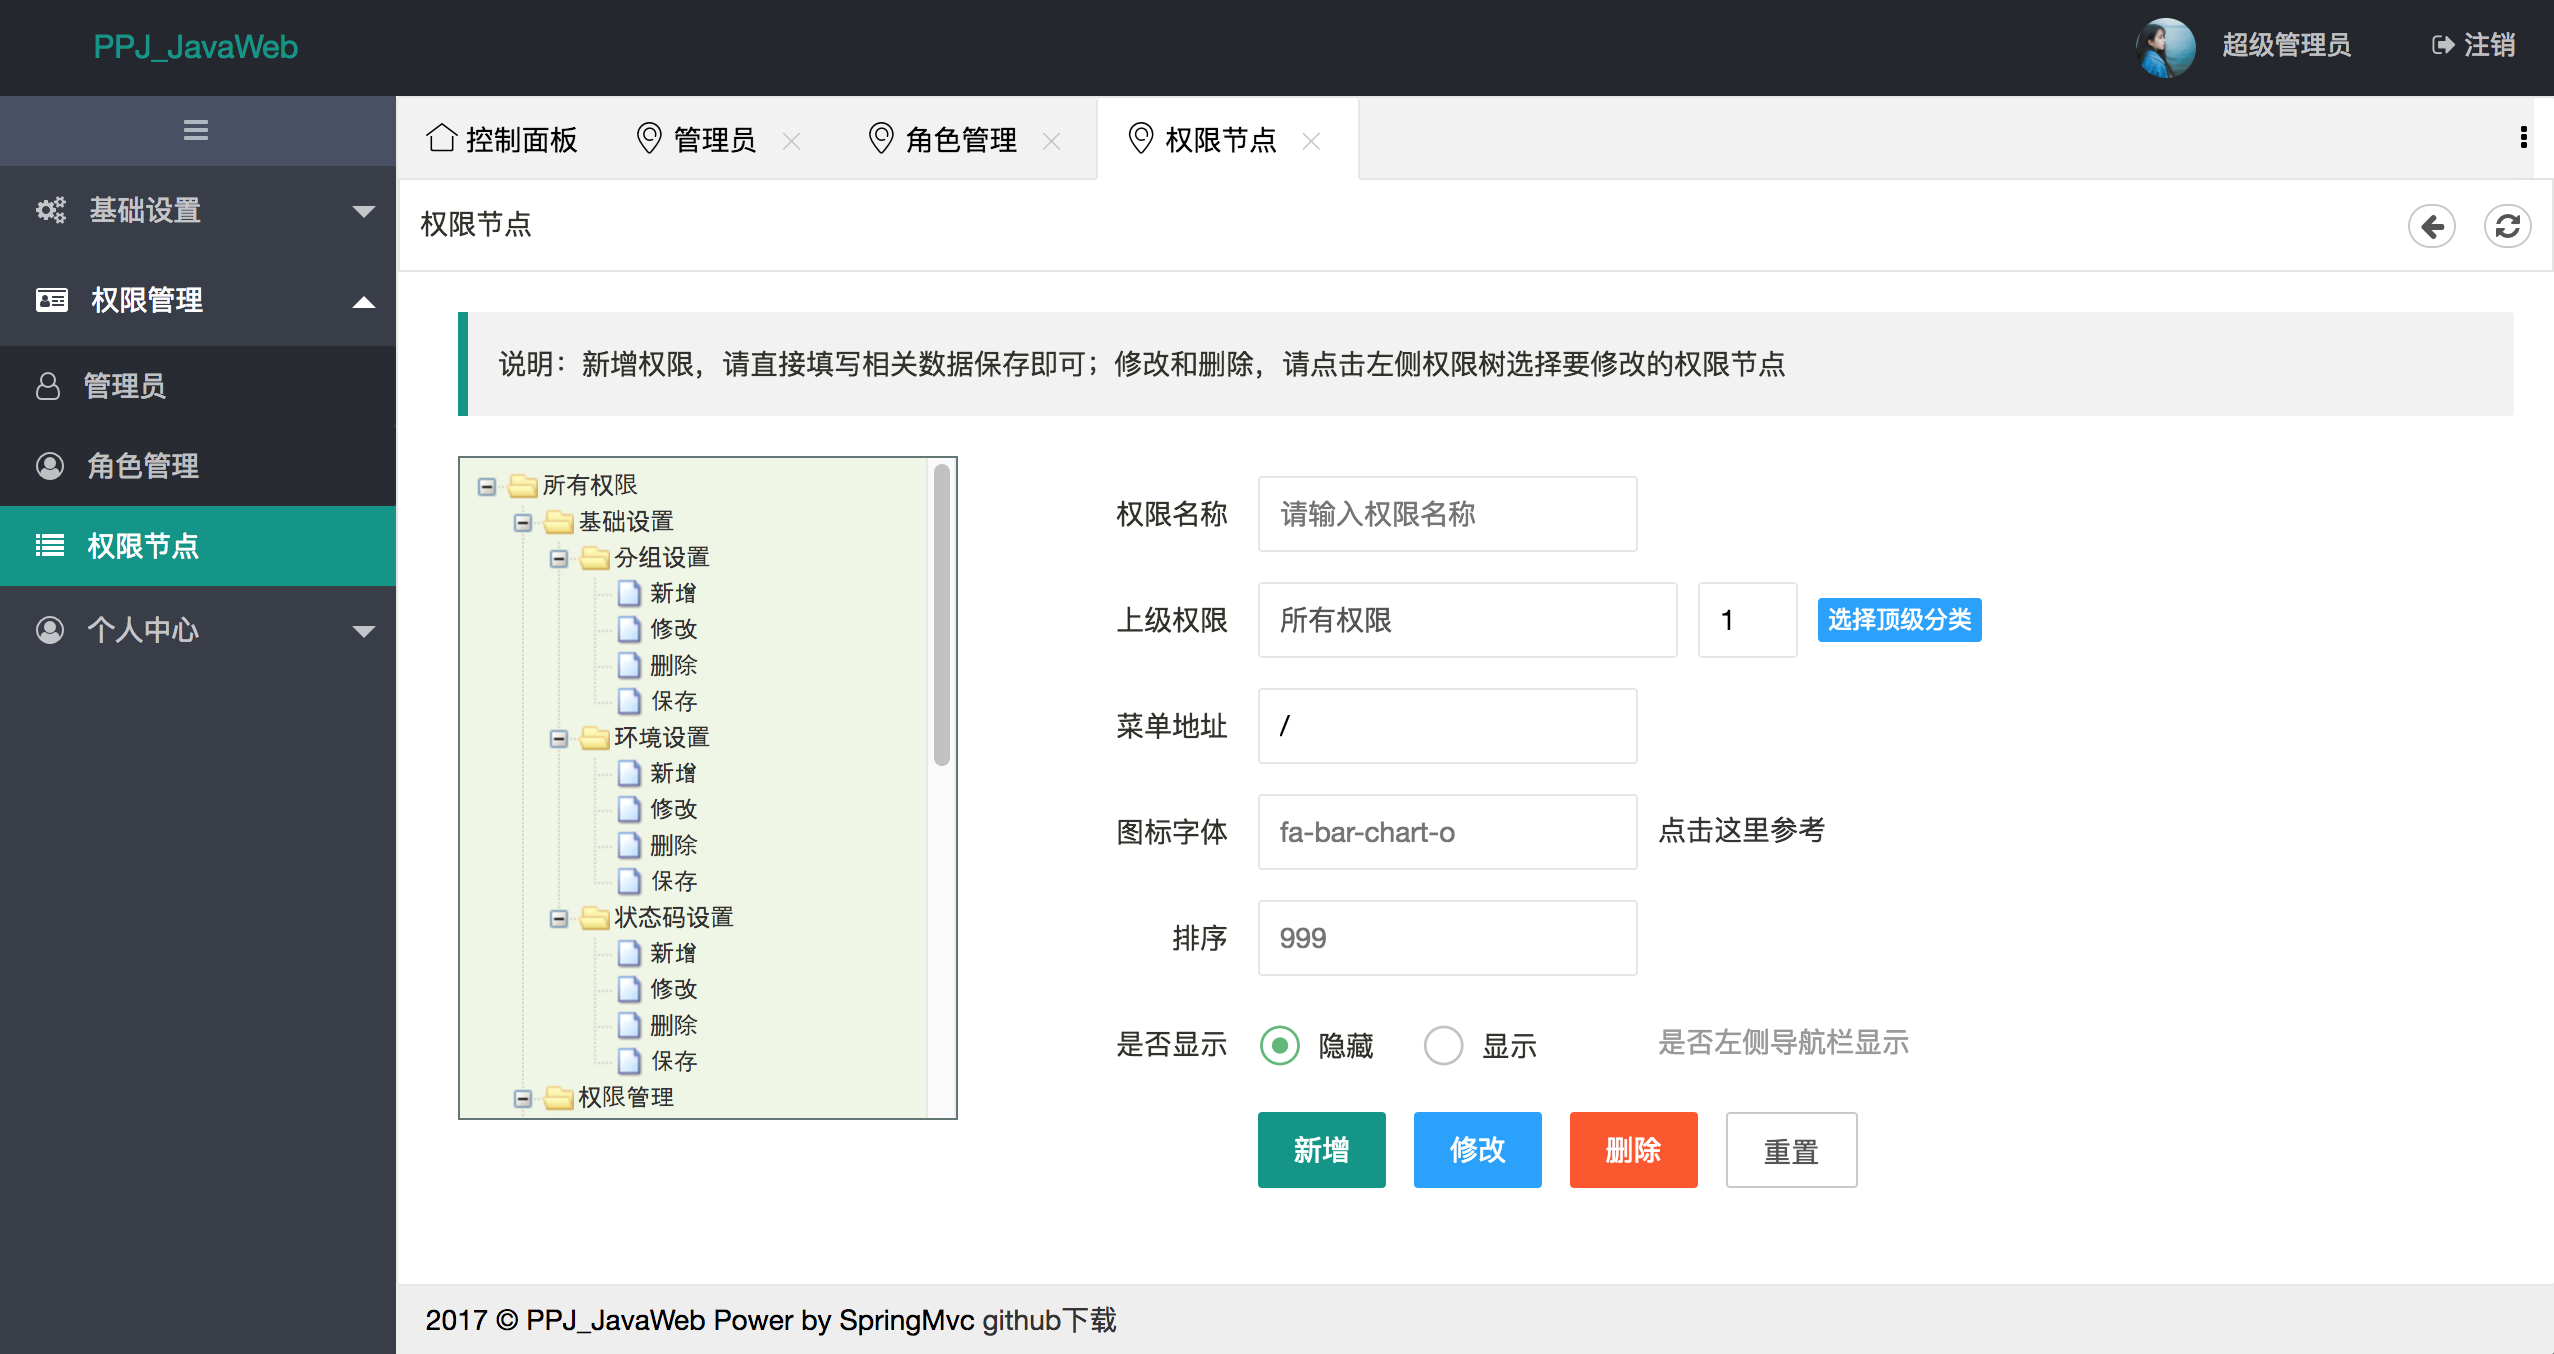 PPJ_JavaWeb
超级管理员
注销
控制面板
管理员
角色管理
权限节点
基础设置
权限管理
管理员
角色管理
权限节点
个人中心
权限节点
说明：新增权限，请直接填写相关数据保存即可；修改和删除，请点击左侧权限树选择要修改的权限节点
所有权限
基础设置
分组设置
新增
修改
删除
保存
环境设置
新增
修改
删除
保存
状态码设置
新增
修改
删除
保存
权限管理
权限名称 请输入权限名称
上级权限 所有权限 1 选择顶级分类
菜单地址 /
图标字体 fa-bar-chart-o 点击这里参考
排序 999
是否显示 隐藏 显示 是否左侧导航栏显示
新增 修改 删除 重置
2017 © PPJ_JavaWeb Power by SpringMvc github下载